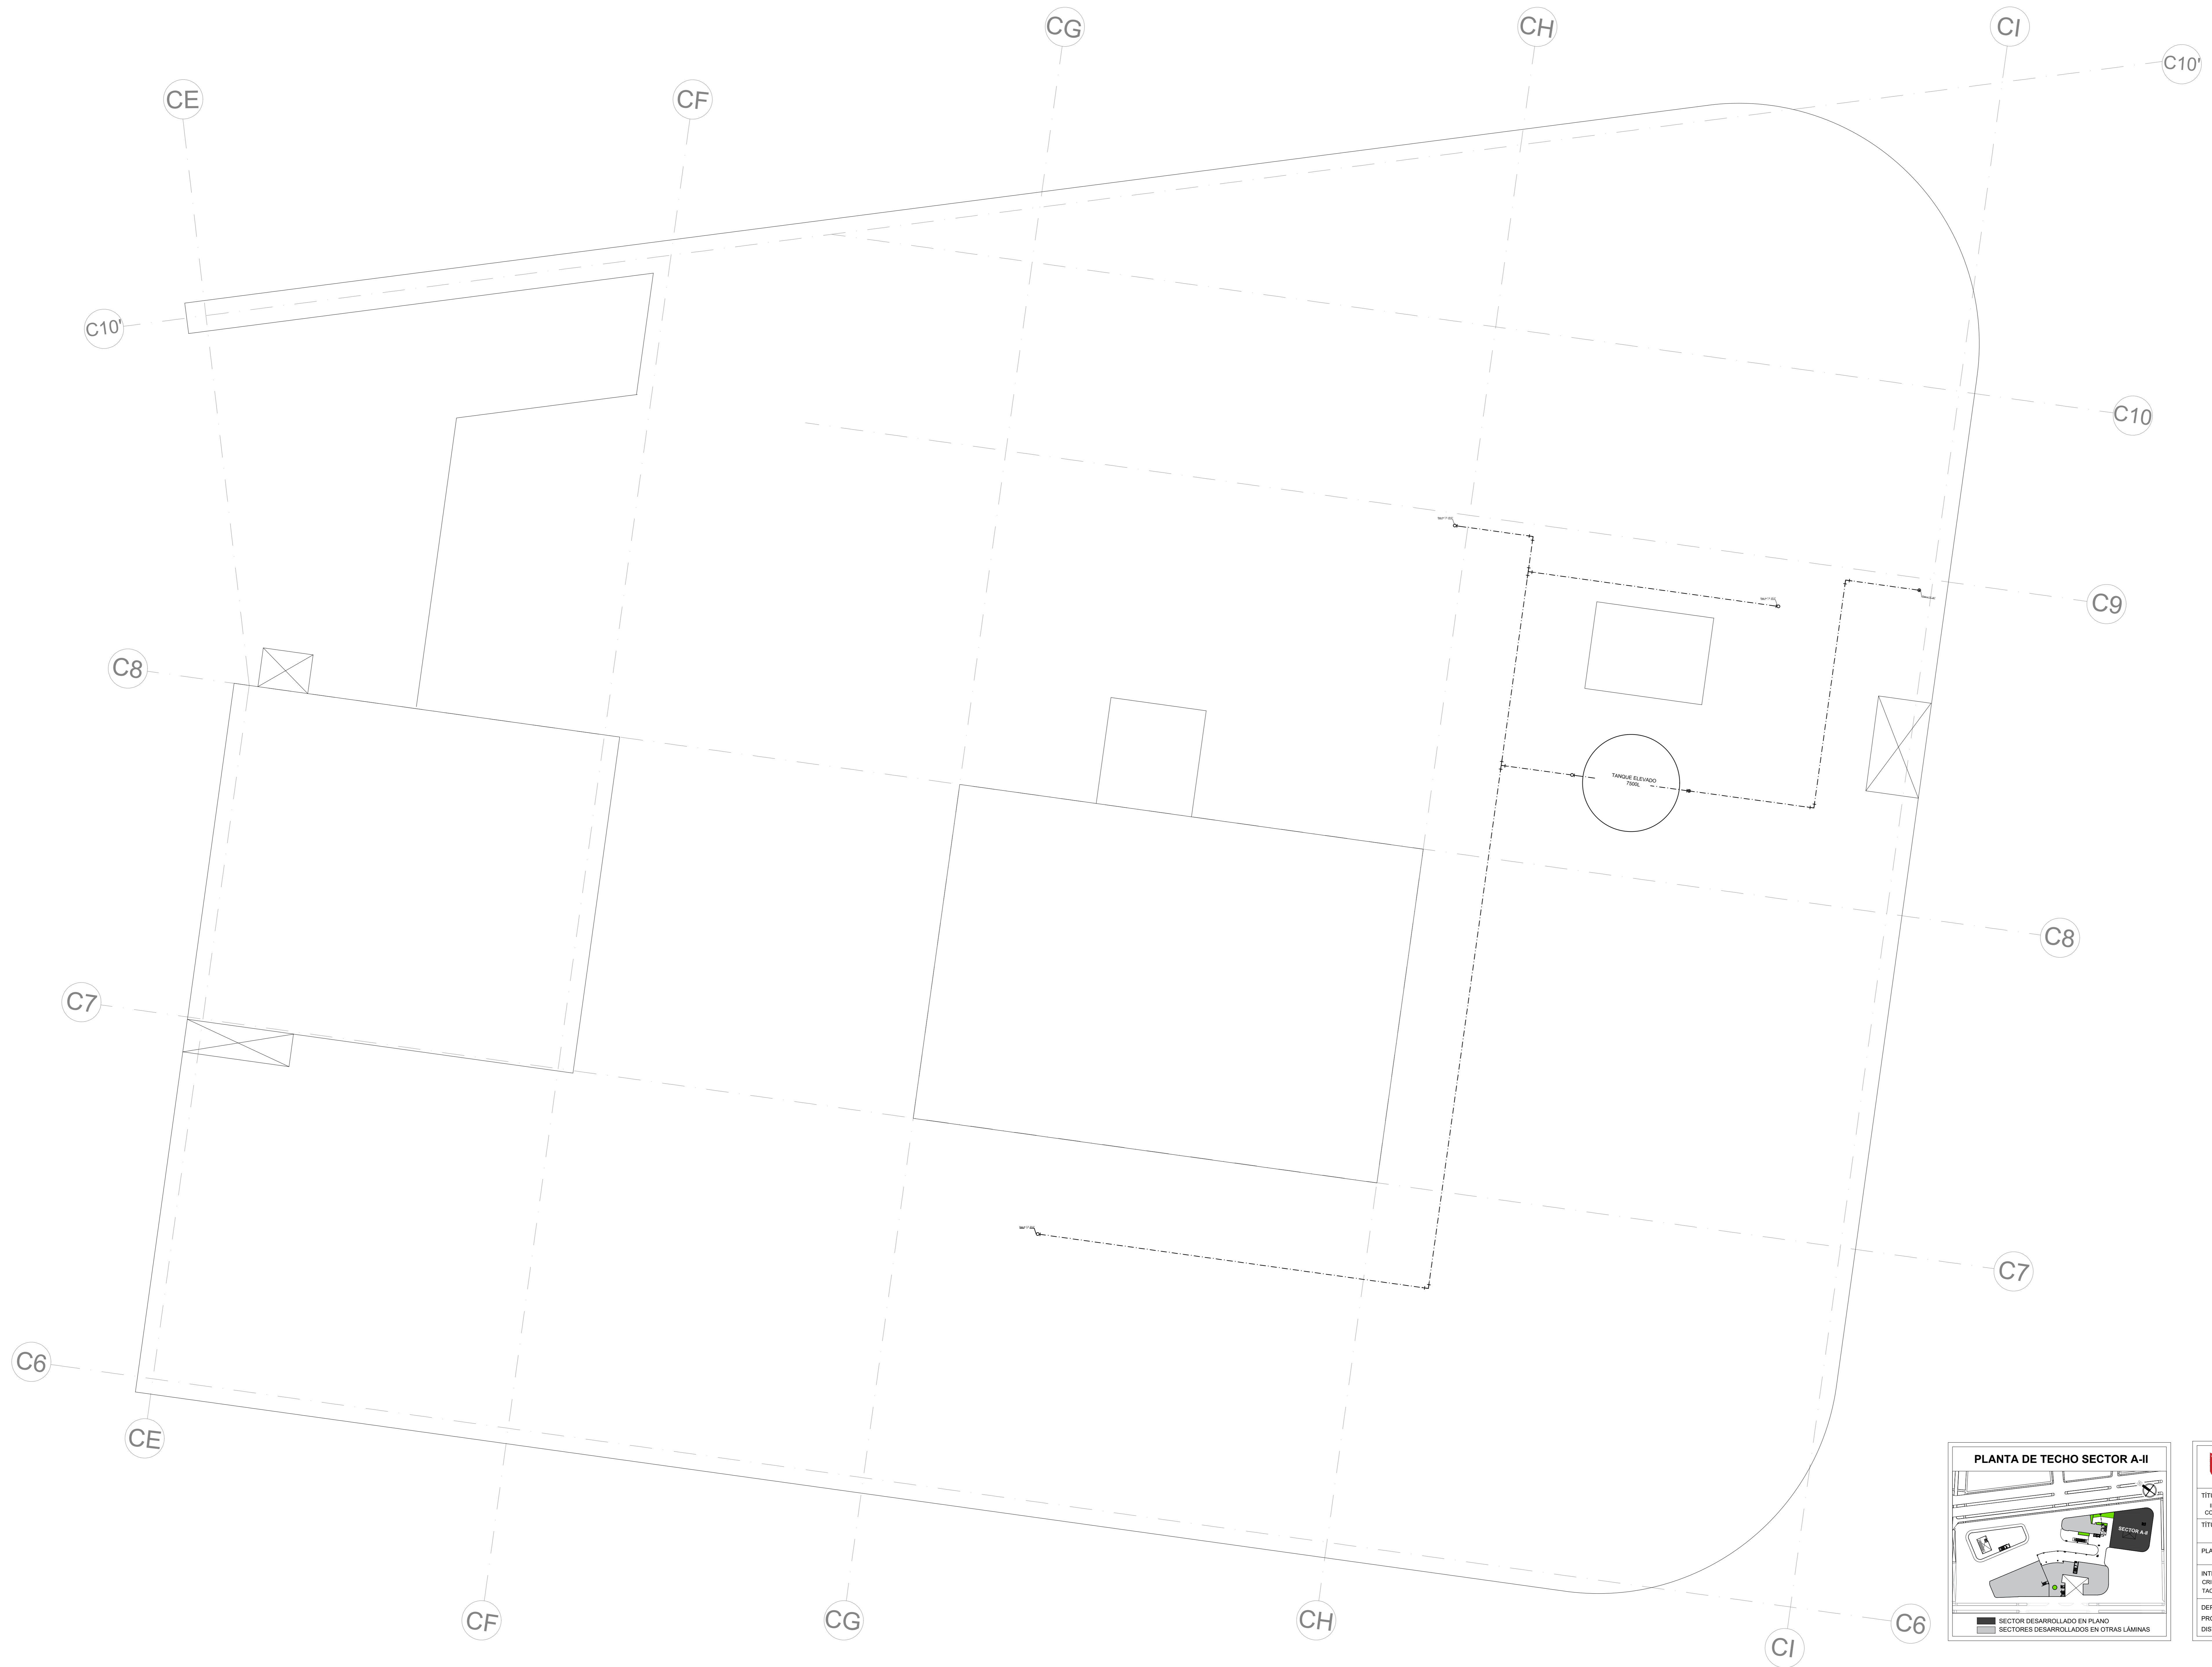 CG
CH
CI
C10'
CE
CF
C10'
C10
C9
C8
TANQUE ELEVADO
7500L
C8
C7
C7
C6
CE
CF
CG
CH
CI
C6
PLANTA DE TECHO SECTOR A-II
SECTOR A-II
SECTOR DESARROLLADO EN PLANO
SECTORES DESARROLLADOS EN OTRAS LÁMINAS